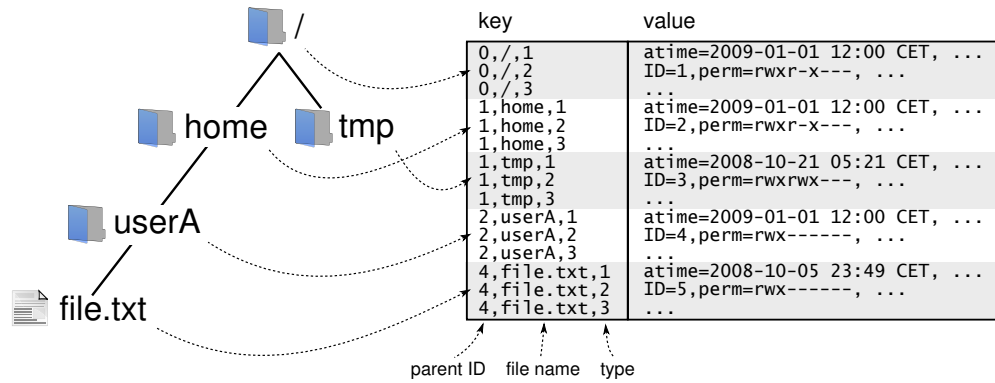 /
home
tmp
userA
file.txt
key value
0,/,1 atime=2009-01-01 12:00 CET, ...
0,/,2 ID=1,perm=rwxr-x---, ...
0,/,3 ...
1,home,1 atime=2009-01-01 12:00 CET, ...
1,home,2 ID=2,perm=rwxr-x---, ...
1,home,3 ...
1,tmp,1 atime=2008-10-21 05:21 CET, ...
1,tmp,2 ID=3,perm=rwxrwx---, ...
1,tmp,3 ...
2,userA,1 atime=2009-01-01 12:00 CET, ...
2,userA,2 ID=4,perm=rwx------, ...
2,userA,3 ...
4,file.txt,1 atime=2008-10-05 23:49 CET, ...
4,file.txt,2 ID=5,perm=rwx------, ...
4,file.txt,3 ...
parent ID file name type